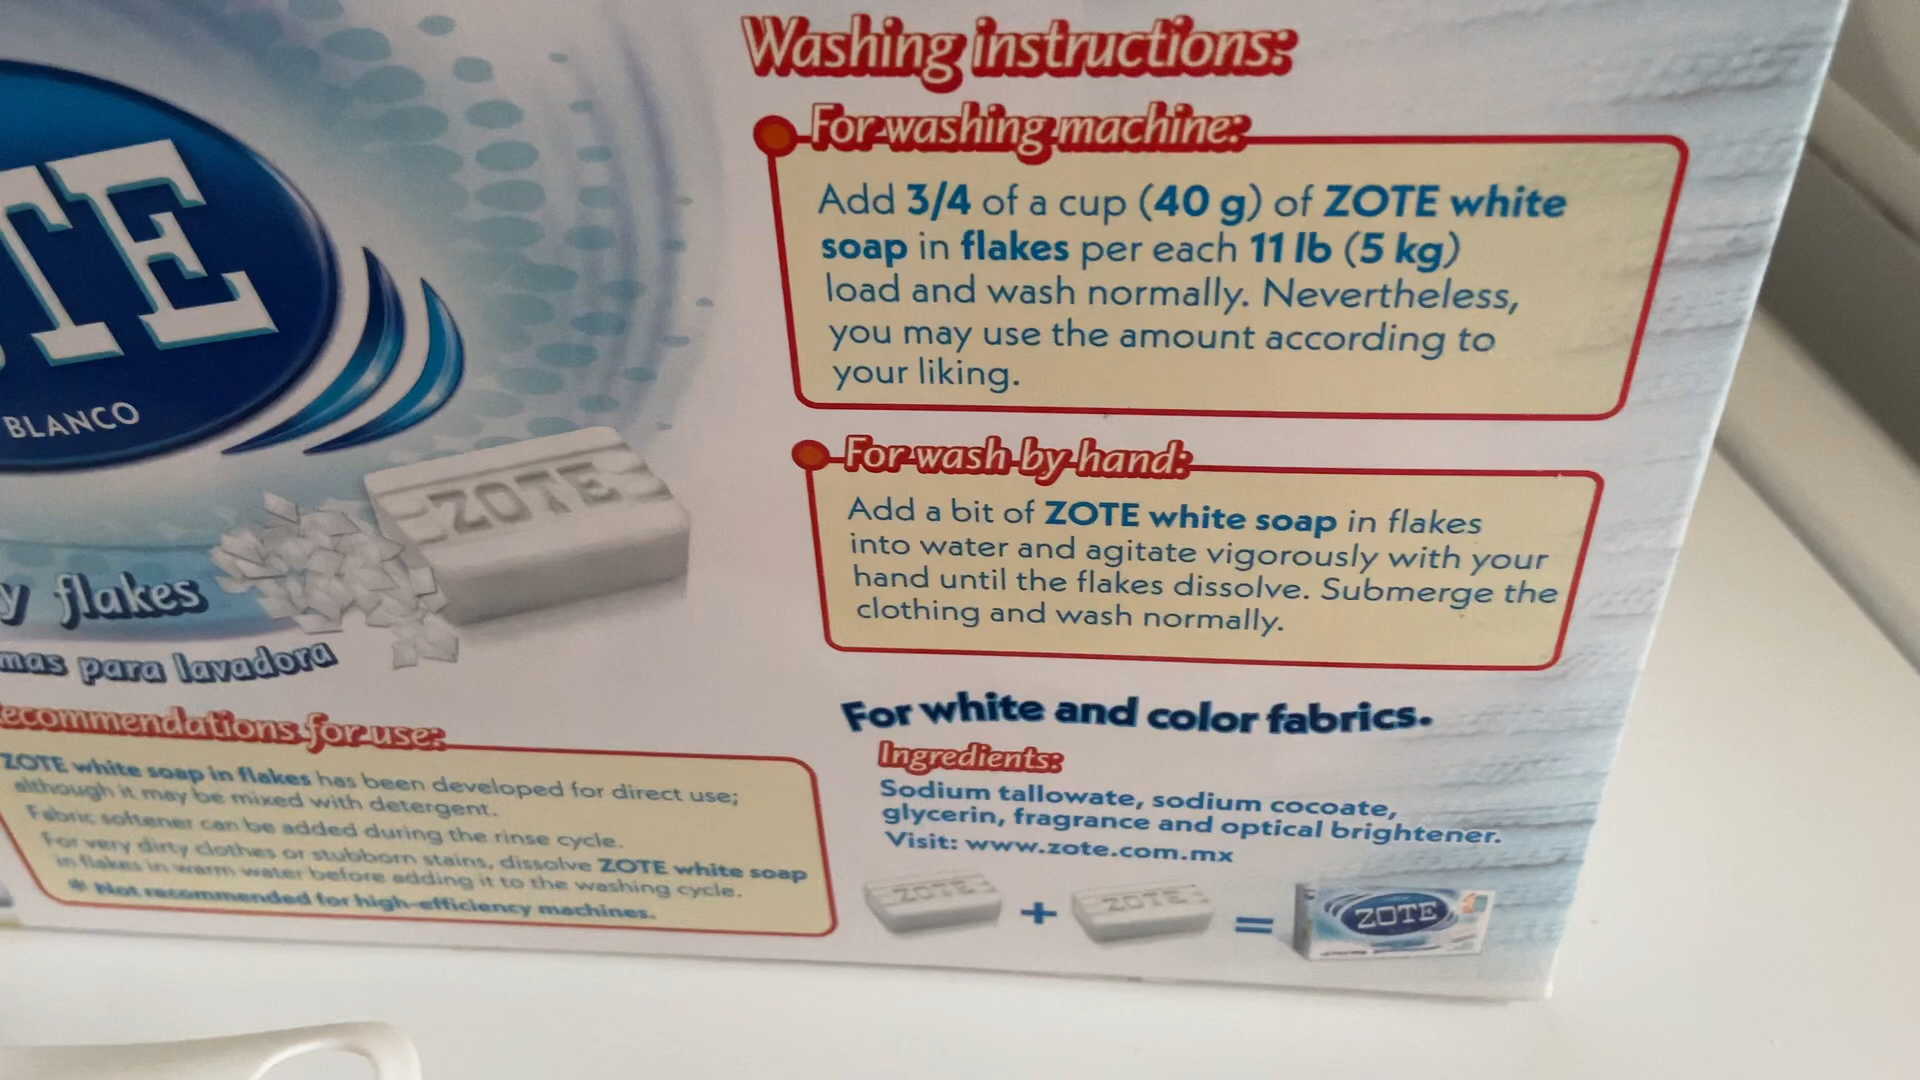 TE
BLANCO
ZOTE
y flakes
mas para lavadora
ecommendations for use:
ZOTE white soap in flakes has been developed for direct use;
although it may be mixed with detergent.
Fabric softener can be added during the rinse cycle.
For very dirty clothes or stubborn stains, dissolve ZOTE white soap
in flakes in warm water before adding it to the washing cycle.
* Not recommended for high-efficiency machines.
Washing instructions:
For washing machine:
Add 3/4 of a cup (40 g) of ZOTE white
soap in flakes per each 11 lb (5 kg)
load and wash normally. Nevertheless,
you may use the amount according to
your liking.
For wash by hand:
Add a bit of ZOTE white soap in flakes
into water and agitate vigorously with your
hand until the flakes dissolve. Submerge the
clothing and wash normally.
For white and color fabrics.
Ingredients:
Sodium tallowate, sodium cocoate,
glycerin, fragrance and optical brightener.
Visit: www.zote.com.mx
ZOTE + ZOTE = ZOTE